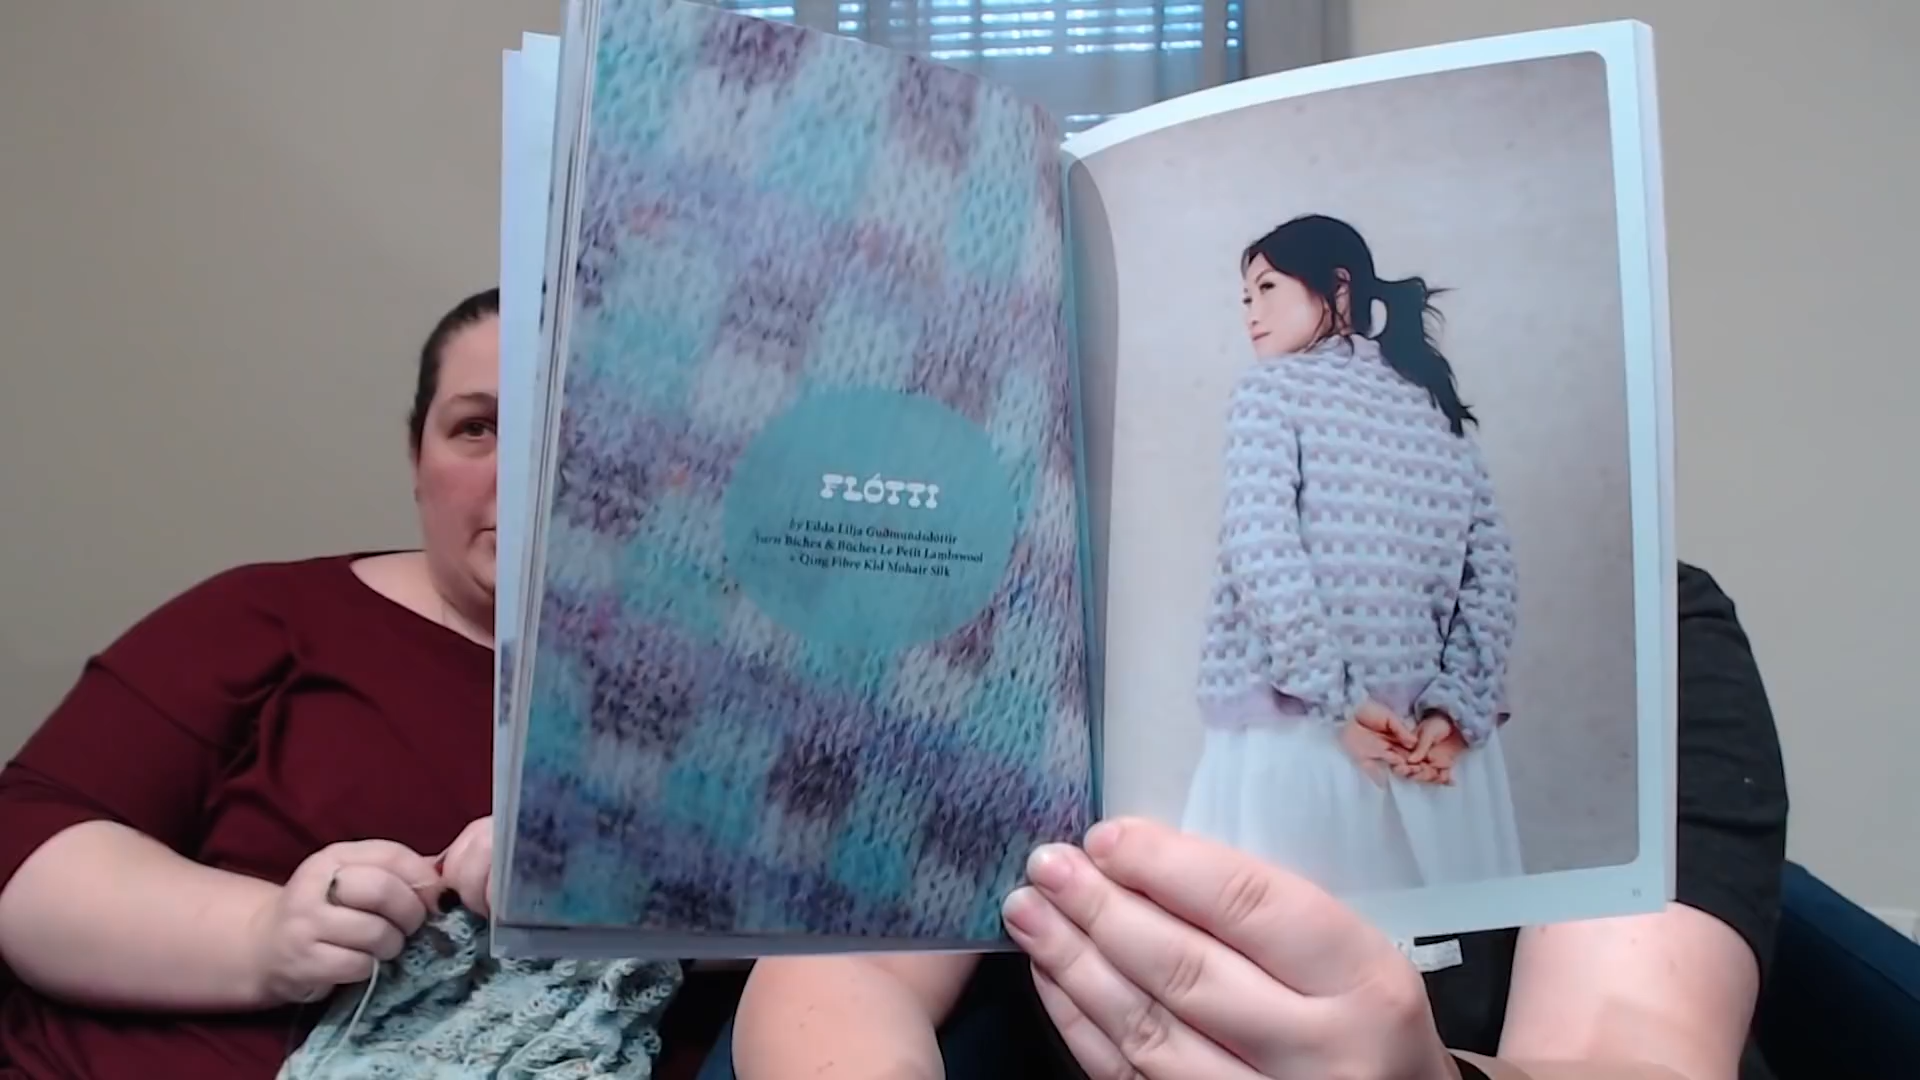 FLÓTTI
by Edda Lilja Guðmundsdóttir
Yarn Biches & Bûches Le Petit Lambswool
+ Qing Fibre Kid Mohair Silk